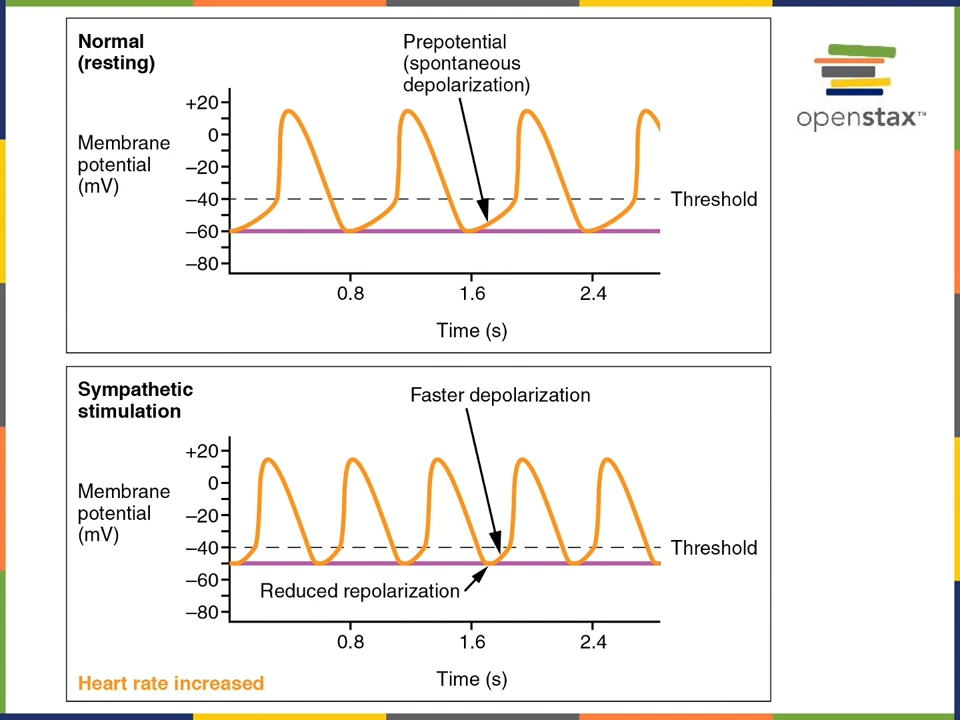 Normal
(resting)
Prepotential
(spontaneous
depolarization)
Membrane
potential
(mV)
+20
0
–20
–40
–60
–80
Threshold
0.8
1.6
2.4
Time (s)
openstax™
Sympathetic
stimulation
Faster depolarization
Membrane
potential
(mV)
+20
0
–20
–40
–60
–80
Threshold
Reduced repolarization
0.8
1.6
2.4
Time (s)
Heart rate increased